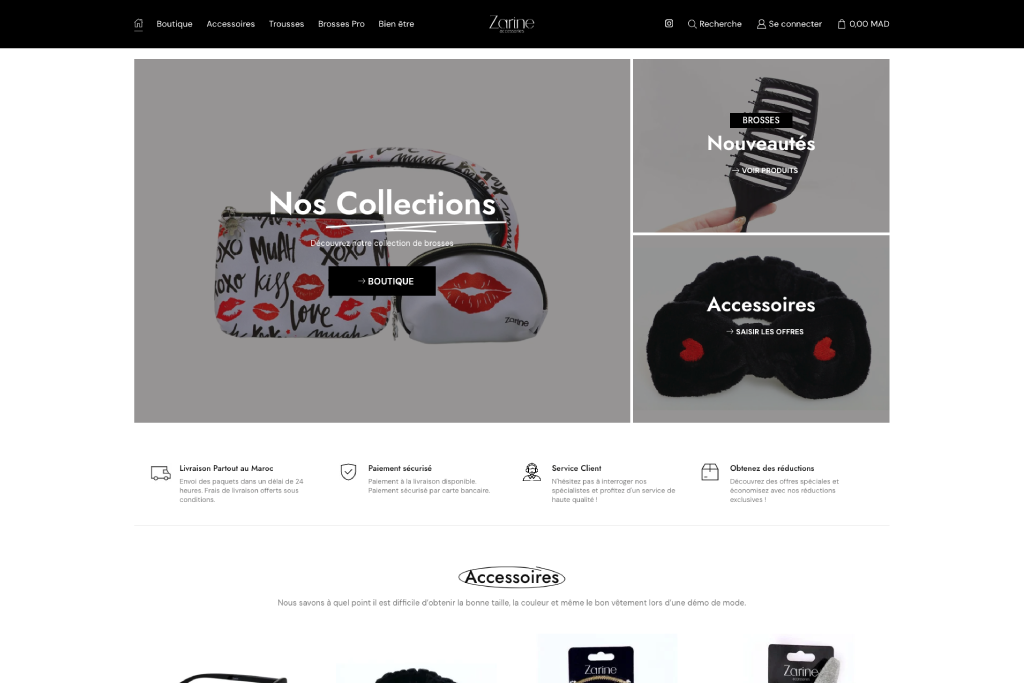 Boutique
Accessoires
Trousses
Brosses Pro
Bien être
Zarine
accessoires
Recherche
Se connecter
0,00 MAD
Nos Collections
Découvrez notre collection de brosses
→ BOUTIQUE
BROSSES
Nouveautés
→ VOIR PRODUITS
Accessoires
→ SAISIR LES OFFRES
Livraison Partout au Maroc
Envoi des paquets dans un délai de 24
heures. Frais de livraison offerts sous
conditions.
Paiement sécurisé
Paiement à la livraison disponible.
Paiement sécurisé par carte bancaire.
Service Client
N'hésitez pas à interroger nos
spécialistes et profitez d'un service de
haute qualité !
Obtenez des réductions
Découvrez des offres spéciales et
économisez avec nos réductions
exclusives !
Accessoires
Nous savons à quel point il est difficile d'obtenir la bonne taille, la couleur et même le bon vêtement lors d'une démo de mode.
Zarine
Zarine